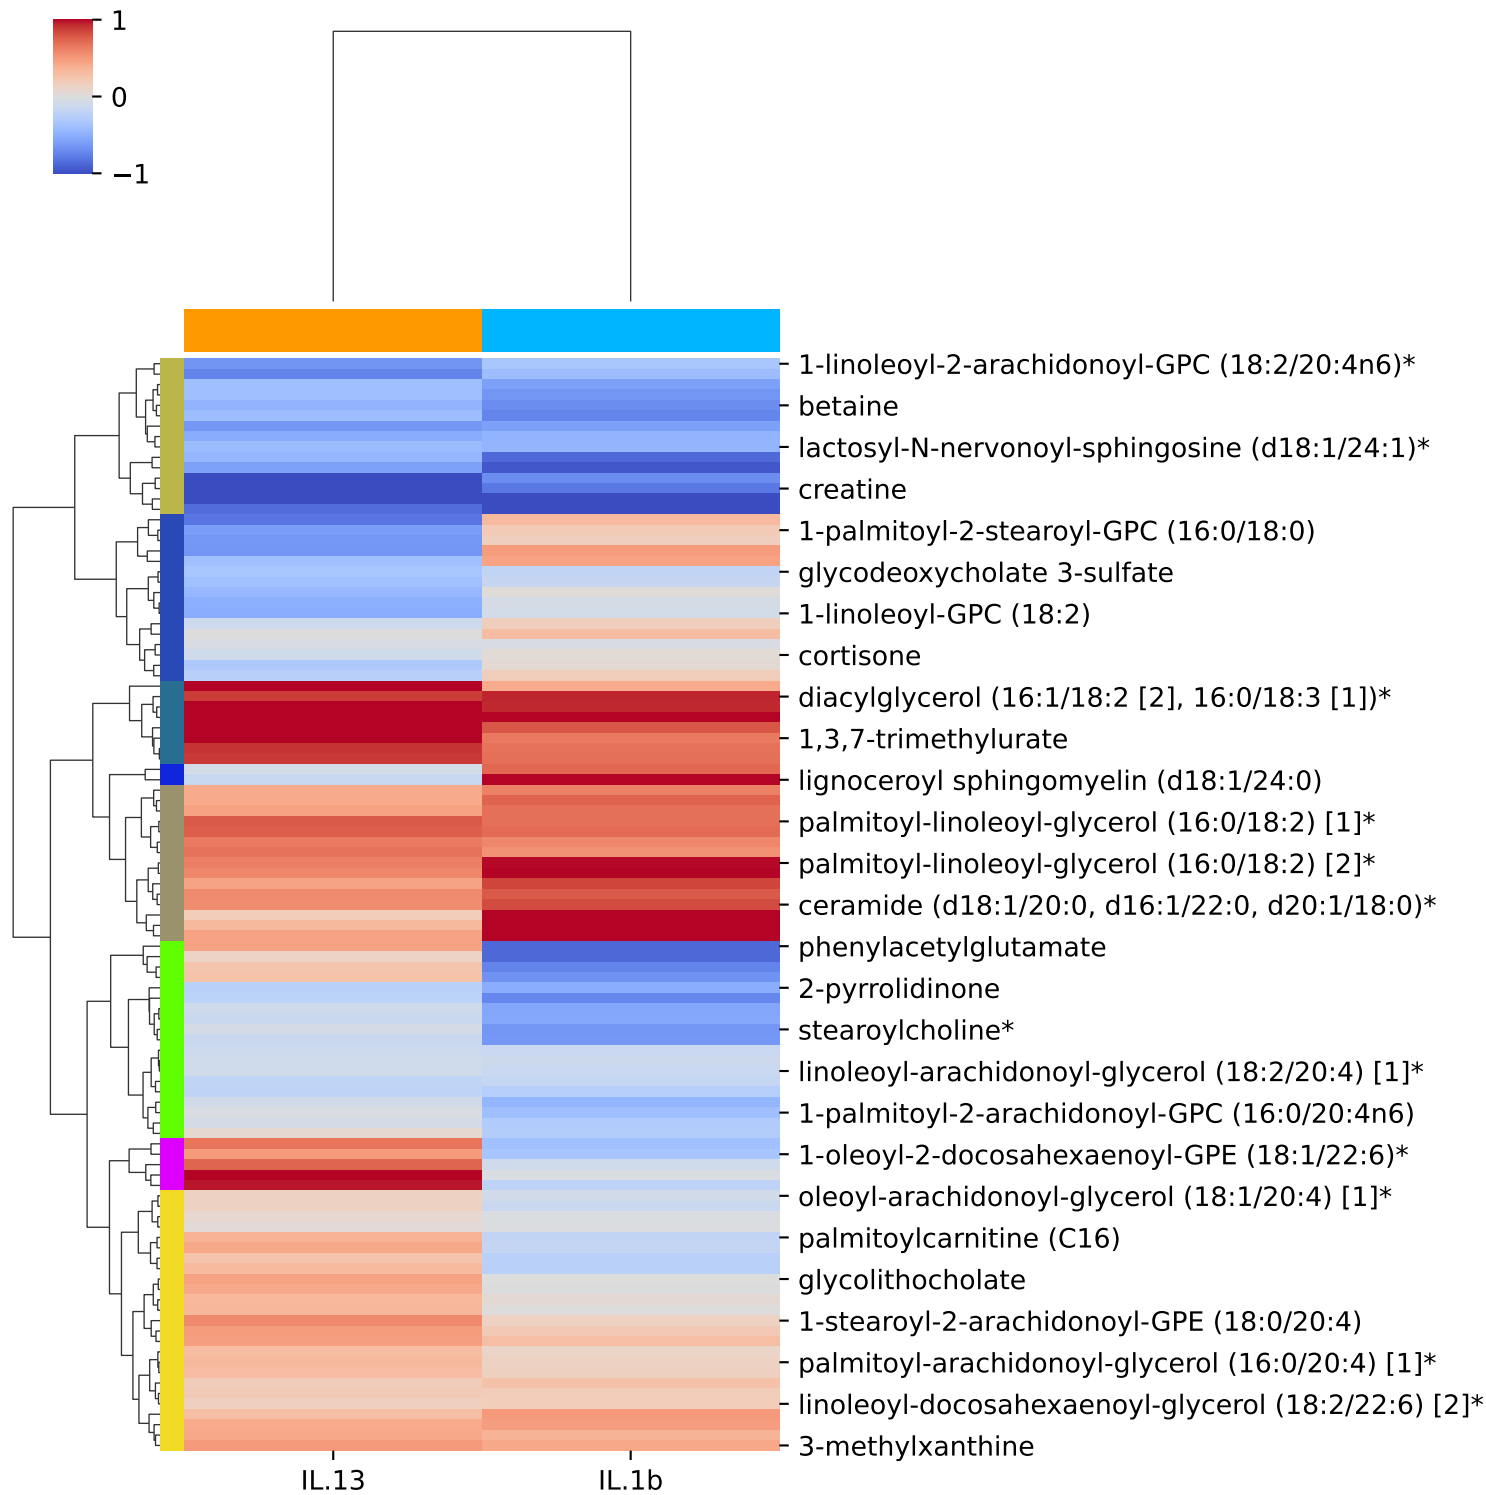 1
0
−1
1-linoleoyl-2-arachidonoyl-GPC (18:2/20:4n6)*
betaine
lactosyl-N-nervonoyl-sphingosine (d18:1/24:1)*
creatine
1-palmitoyl-2-stearoyl-GPC (16:0/18:0)
glycodeoxycholate 3-sulfate
1-linoleoyl-GPC (18:2)
cortisone
diacylglycerol (16:1/18:2 [2], 16:0/18:3 [1])*
1,3,7-trimethylurate
lignoceroyl sphingomyelin (d18:1/24:0)
palmitoyl-linoleoyl-glycerol (16:0/18:2) [1]*
palmitoyl-linoleoyl-glycerol (16:0/18:2) [2]*
ceramide (d18:1/20:0, d16:1/22:0, d20:1/18:0)*
phenylacetylglutamate
2-pyrrolidinone
stearoylcholine*
linoleoyl-arachidonoyl-glycerol (18:2/20:4) [1]*
1-palmitoyl-2-arachidonoyl-GPC (16:0/20:4n6)
1-oleoyl-2-docosahexaenoyl-GPE (18:1/22:6)*
oleoyl-arachidonoyl-glycerol (18:1/20:4) [1]*
palmitoylcarnitine (C16)
glycolithocholate
1-stearoyl-2-arachidonoyl-GPE (18:0/20:4)
palmitoyl-arachidonoyl-glycerol (16:0/20:4) [1]*
linoleoyl-docosahexaenoyl-glycerol (18:2/22:6) [2]*
3-methylxanthine
IL.13
IL.1b